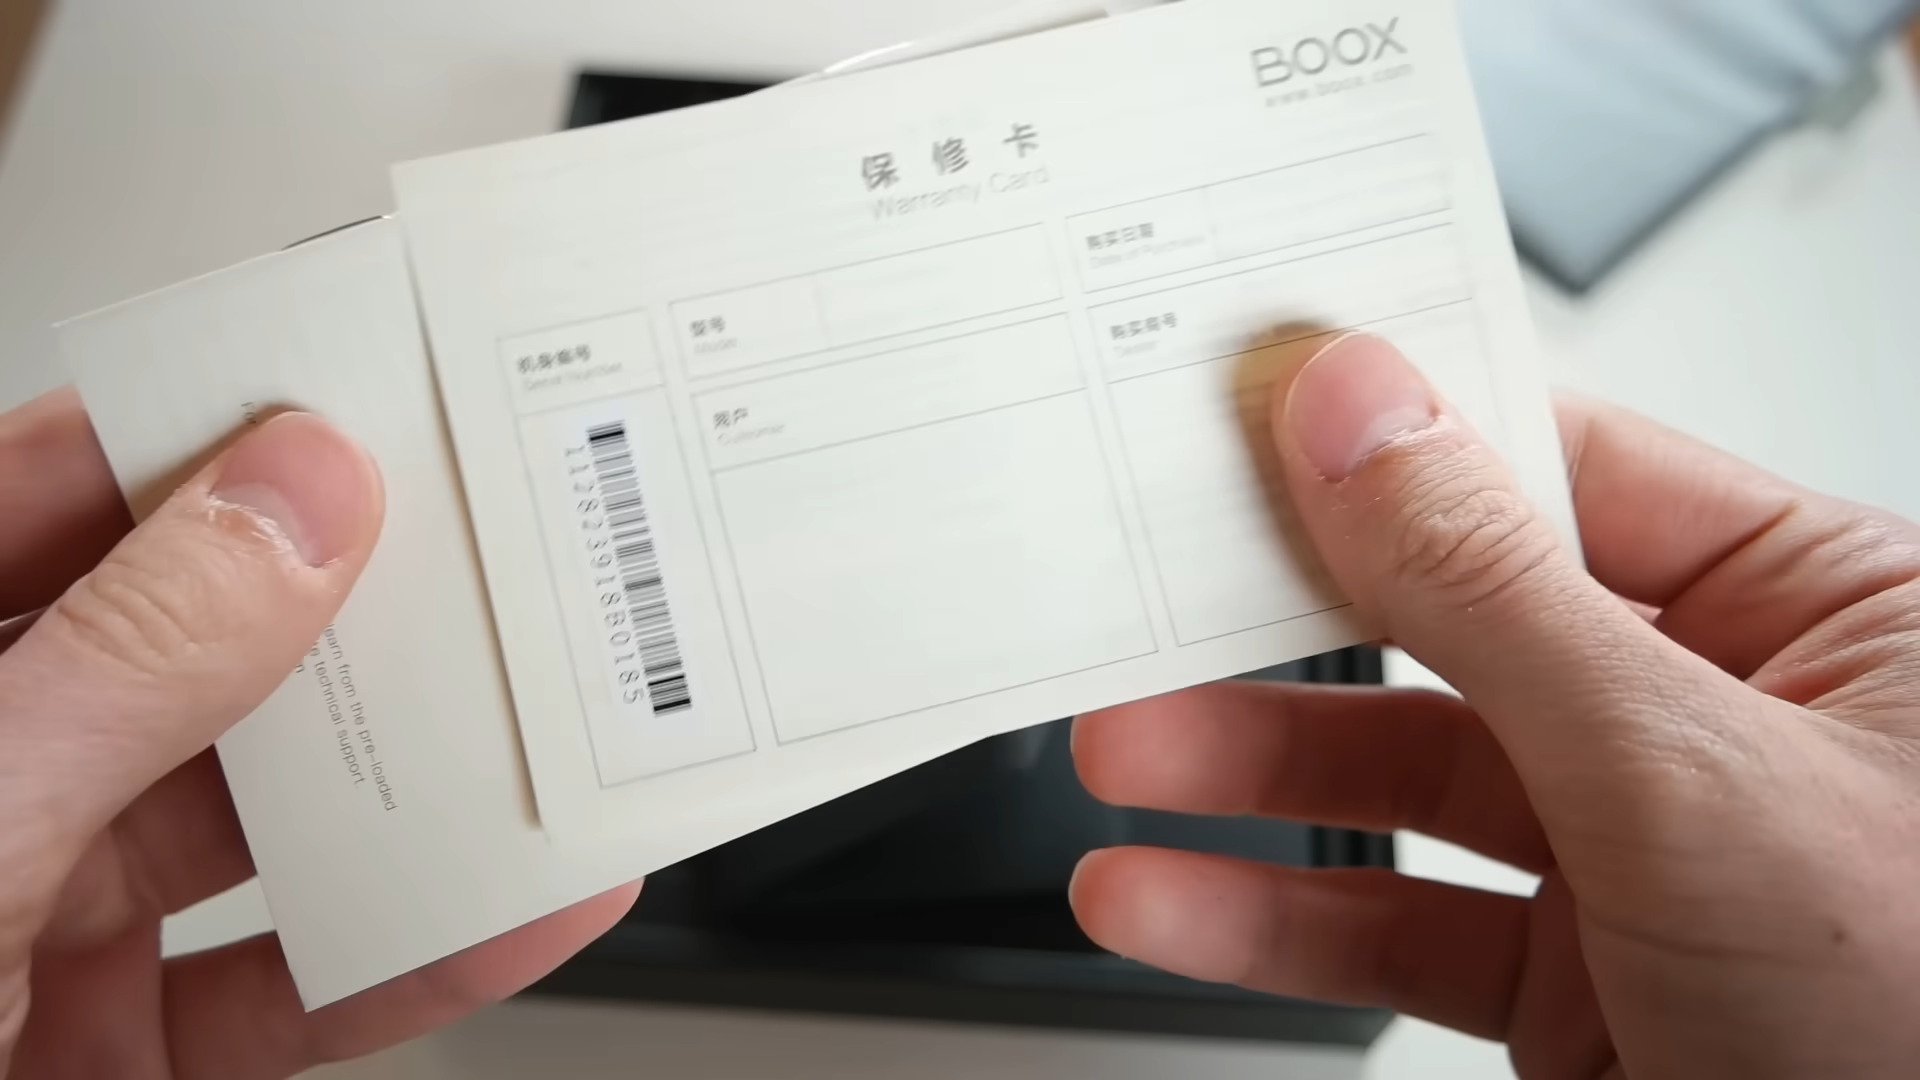 BOOX
www.boox.com
保修卡
Warranty Card
购买日期
Date of Purchase
型号
Model
购买商号
机身编号
Serial Number
用户
Customer
learn from the pre-loaded
technical support.